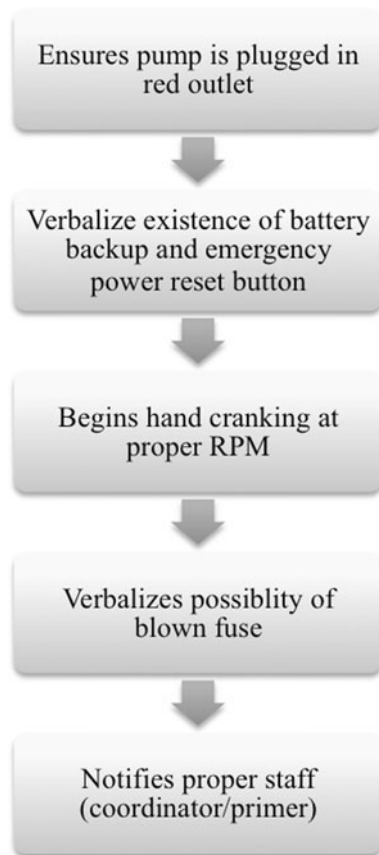 Ensures pump is plugged in
red outlet
Verbalize existence of battery
backup and emergency
power reset button
Begins hand cranking at
proper RPM
Verbalizes possiblity of
blown fuse
Notifies proper staff
(coordinator/primer)